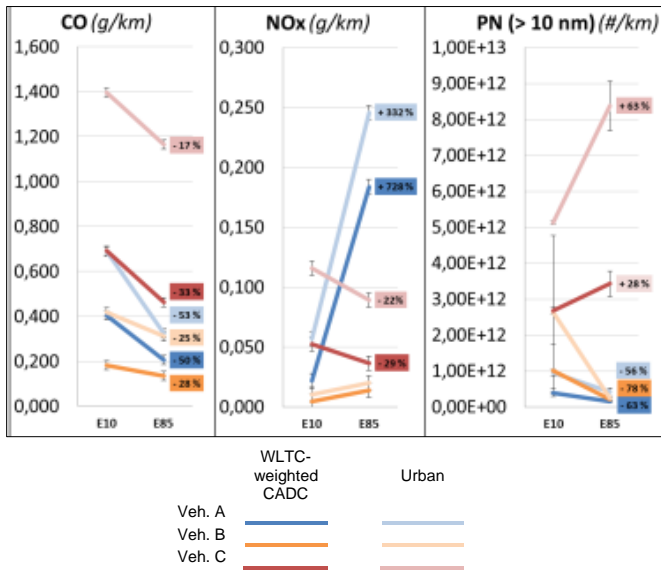 CO (g/km)
1,600
1,400
1,200
1,000
0,800
0,600
0,400
0,200
0,000
- 17 %
- 33 %
- 53 %
- 25 %
- 50 %
- 28 %
E10
E85
NOx (g/km)
0,300
0,250
0,200
0,150
0,100
0,050
0,000
+ 332 %
+ 728 %
- 22%
- 29 %
E10
E85
PN (> 10 nm) (#/km)
1,00E+13
9,00E+12
8,00E+12
7,00E+12
6,00E+12
5,00E+12
4,00E+12
3,00E+12
2,00E+12
1,00E+12
0,00E+00
+ 63 %
+ 28 %
- 56 %
- 78 %
- 63 %
E10
E85
WLTC-
weighted
CADC
Urban
Veh. A
Veh. B
Veh. C